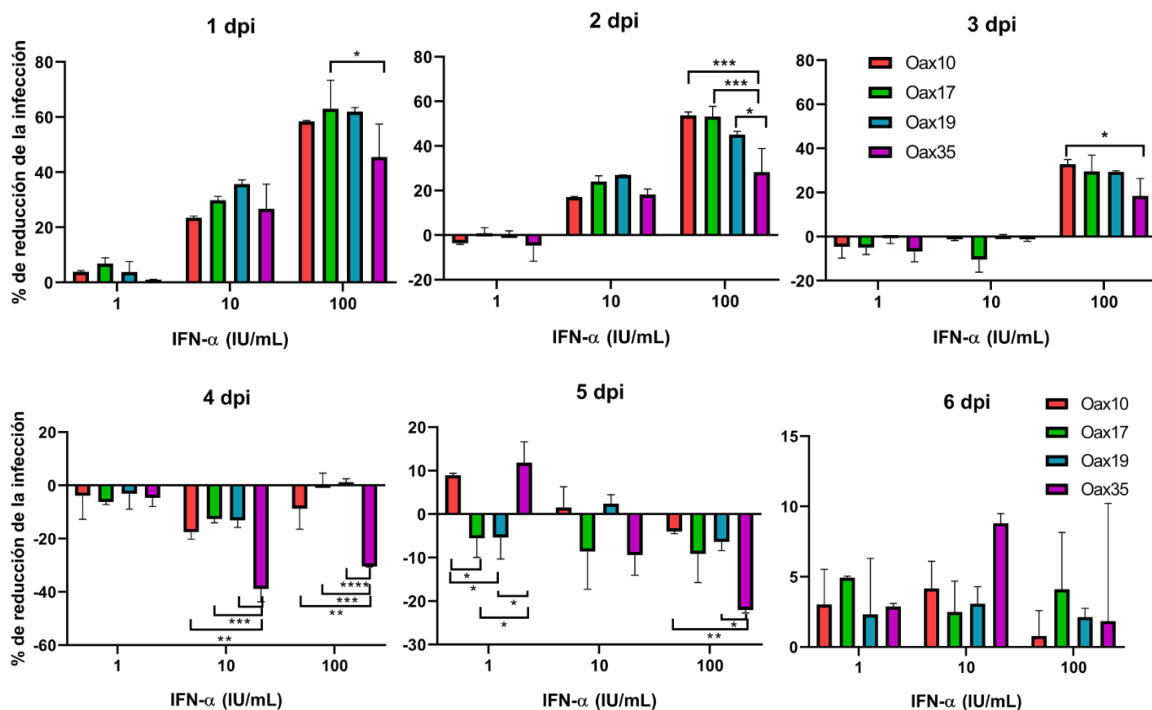 1 dpi
% de reducción de la infección
80
60
40
20
0
*
1 10 100
IFN-α (IU/mL)
2 dpi
80
60
40
20
0
-20
***
***
*
1 10 100
IFN-α (IU/mL)
3 dpi
80
60
40
20
0
-20
Oax10
Oax17
Oax19
Oax35
*
1 10 100
IFN-α (IU/mL)
4 dpi
% de reducción de la infección
20
0
-20
-40
-60
****
***
***
**
**
1 10 100
IFN-α (IU/mL)
5 dpi
20
10
0
-10
-20
-30
*
*
*
*
*
**
1 10 100
IFN-α (IU/mL)
6 dpi
15
10
5
0
Oax10
Oax17
Oax19
Oax35
1 10 100
IFN-α (IU/mL)